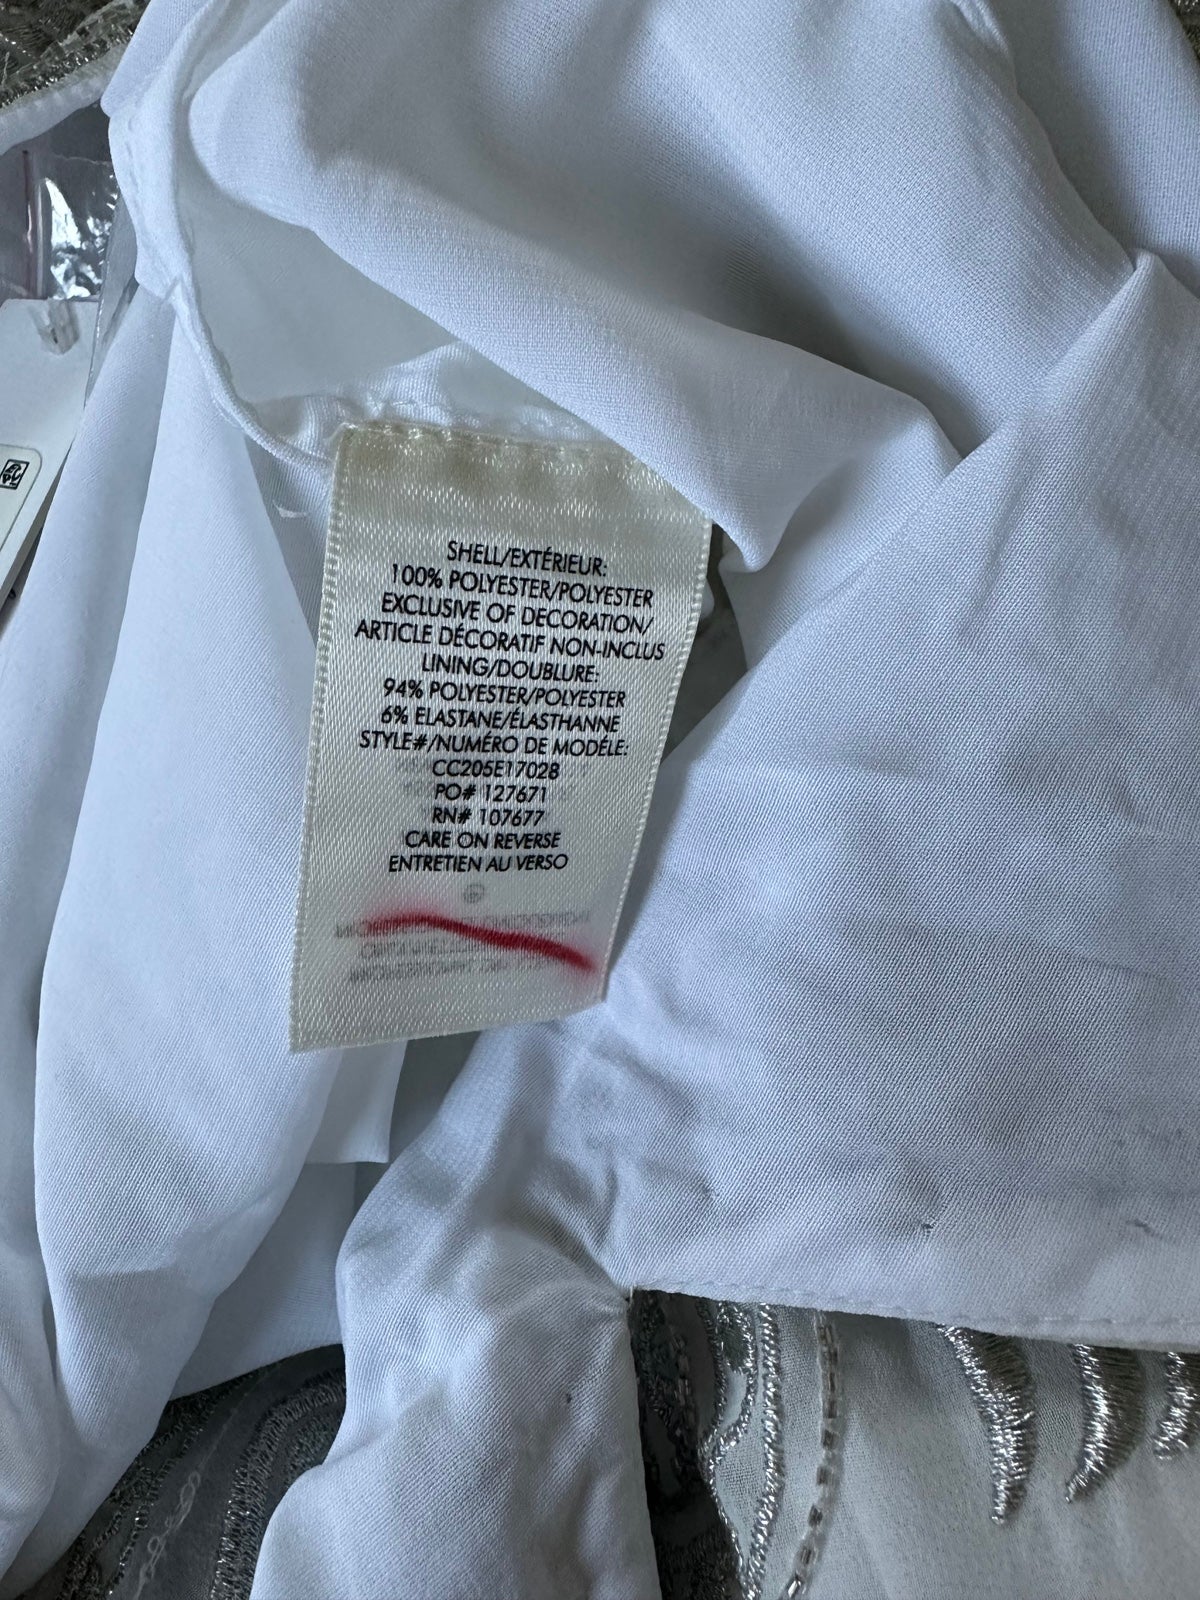 SHELL/EXTÉRIEUR:
100% POLYESTER/POLYESTER
EXCLUSIVE OF DECORATION/
ARTICLE DÉCORATIF NON-INCLUS
LINING/DOUBLURE:
94% POLYESTER/POLYESTER
6% ELASTANE/ÉLASTHANNE
STYLE#/NUMÉRO DE MODÉLE:
CC205E17028
PO# 127671
RN# 107677
CARE ON REVERSE
ENTRETIEN AU VERSO